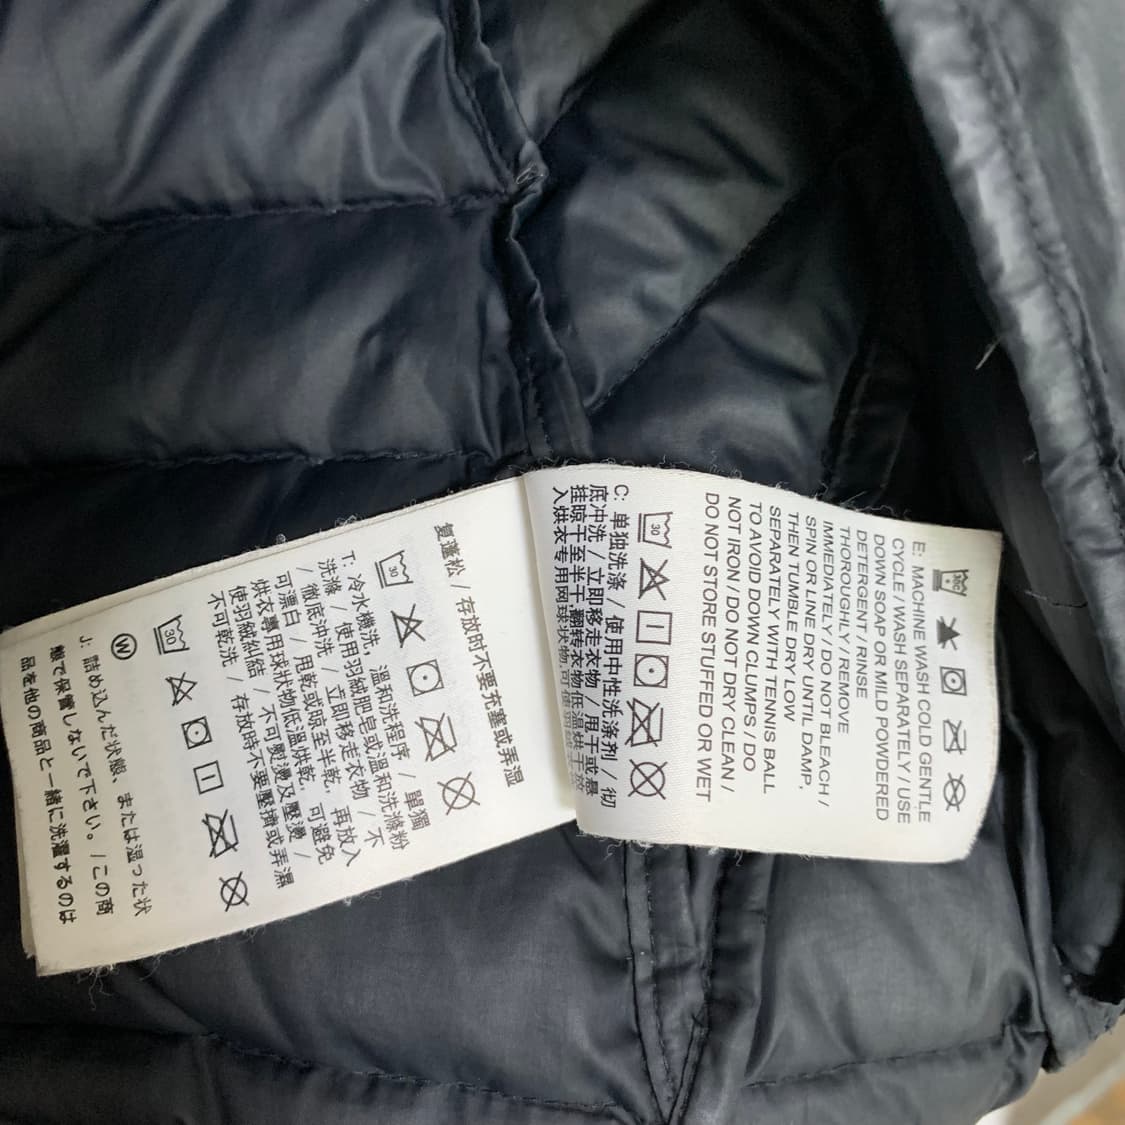 E: MACHINE WASH COLD GENTLE
CYCLE / WASH SEPARATELY / USE
DOWN SOAP OR MILD POWDERED
DETERGENT / RINSE
THOROUGHLY / REMOVE
IMMEDIATELY / DO NOT BLEACH /
SPIN OR LINE DRY UNTIL DAMP,
THEN TUMBLE DRY LOW
SEPARATELY WITH TENNIS BALL
TO AVOID DOWN CLUMPS / DO
NOT IRON / DO NOT DRY CLEAN /
DO NOT STORE STUFFED OR WET
30
C: 单独洗涤 / 使用中性洗涤剂 / 彻
底冲洗 / 立即移走衣物 / 甩干或悬
挂晾干至半干,翻转衣物低温烘干,放
入烘衣专用网球状物,可使羽绒
复蓬松 / 存放时不要充塞或弄湿
30
T: 冷水機洗, 溫和洗程序 / 單獨
洗滌 / 使用羽絨肥皂或溫和洗滌粉
/ 徹底沖洗 / 立即移走衣物 / 不
可漂白 / 甩乾或晾至半乾, 再放入
烘衣專用球狀物低溫烘乾, 可避免
使羽絨糾結 / 不可熨燙及壓燙 /
不可乾洗 / 存放時不要壓擠或弄濕
30
W
J: 詰め込んだ状態、または湿った状
態で保管しないで下さい。/この商
品を他の商品と一緒に洗濯するのは